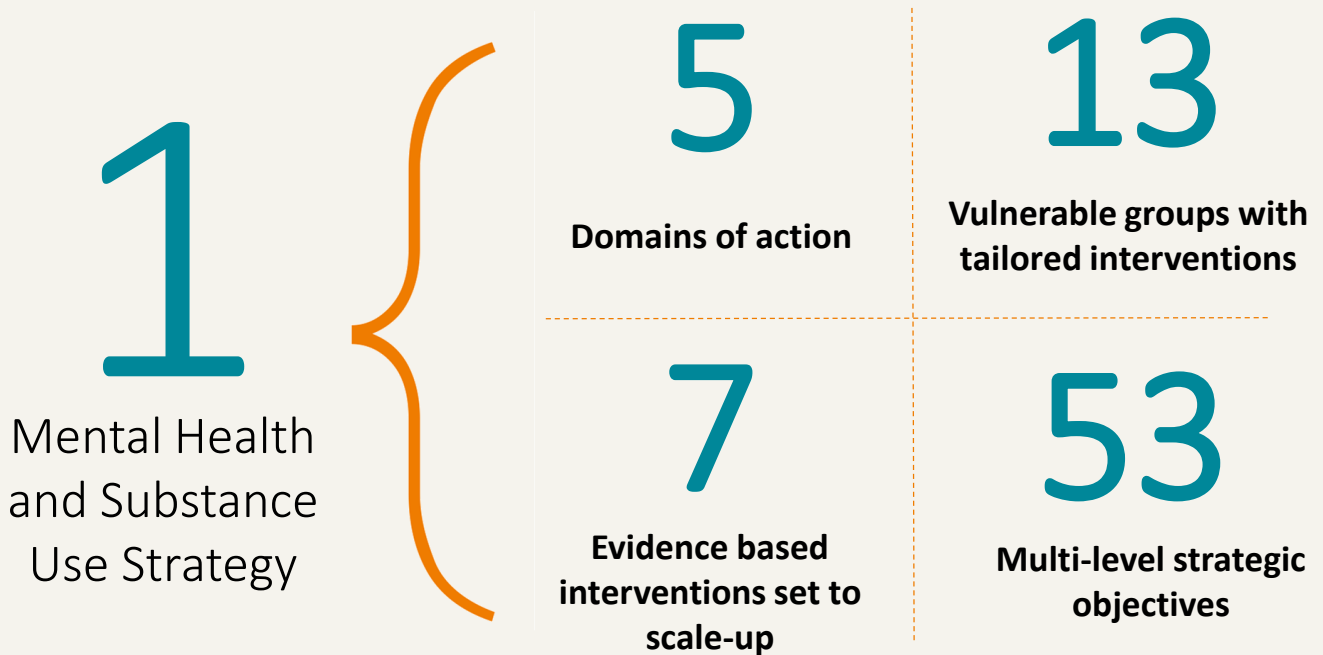 1
Mental Health
and Substance
Use Strategy
5
Domains of action
13
Vulnerable groups with
tailored interventions
7
Evidence based
interventions set to
scale-up
53
Multi-level strategic
objectives